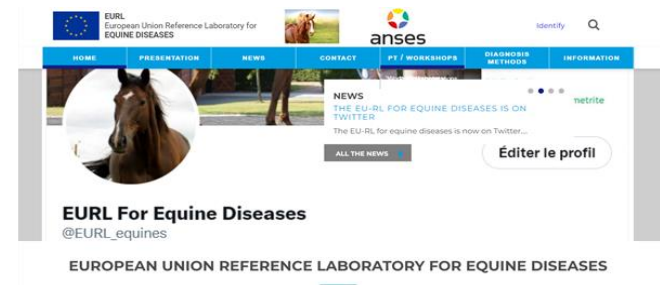 EURL
European Union Reference Laboratory for
EQUINE DISEASES
anses
Identify
HOME
PRESENTATION
NEWS
CONTACT
PT / WORKSHOPS
DIAGNOSIS
METHODS
INFORMATION
NEWS
THE EU-RL FOR EQUINE DISEASES IS ON
TWITTER
The EU-RL for equine diseases is now on Twitter...
ALL THE NEWS
metrite
Éditer le profil
EURL For Equine Diseases
@EURL_equines
EUROPEAN UNION REFERENCE LABORATORY FOR EQUINE DISEASES